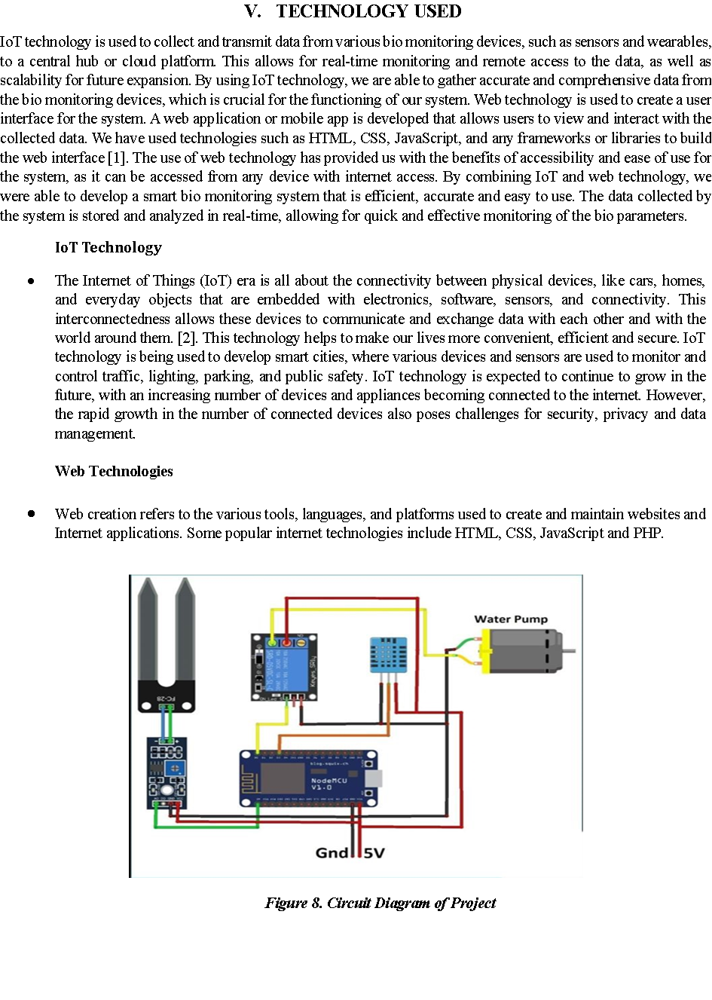 V. TECHNOLOGY USED
IoT technology is used to collect and transmit data from various bio monitoring devices, such as sensors and wearables,
to a central hub or cloud platform. This allows for real-time monitoring and remote access to the data, as well as
scalability for future expansion. By using IoT technology, we are able to gather accurate and comprehensive data from
the bio monitoring devices, which is crucial for the functioning of our system. Web technology is used to create a user
interface for the system. A web application or mobile app is developed that allows users to view and interact with the
collected data. We have used technologies such as HTML, CSS, JavaScript, and any frameworks or libraries to build
the web interface [1]. The use of web technology has provided us with the benefits of accessibility and ease of use for
the system, as it can be accessed from any device with internet access. By combining IoT and web technology, we
were able to develop a smart bio monitoring system that is efficient, accurate and easy to use. The data collected by
the system is stored and analyzed in real-time, allowing for quick and effective monitoring of the bio parameters.
IoT Technology
• The Internet of Things (IoT) era is all about the connectivity between physical devices, like cars, homes,
and everyday objects that are embedded with electronics, software, sensors, and connectivity. This
interconnectedness allows these devices to communicate and exchange data with each other and with the
world around them. [2]. This technology helps to make our lives more convenient, efficient and secure. IoT
technology is being used to develop smart cities, where various devices and sensors are used to monitor and
control traffic, lighting, parking, and public safety. IoT technology is expected to continue to grow in the
future, with an increasing number of devices and appliances becoming connected to the internet. However,
the rapid growth in the number of connected devices also poses challenges for security, privacy and data
management.
Web Technologies
• Web creation refers to the various tools, languages, and platforms used to create and maintain websites and
Internet applications. Some popular internet technologies include HTML, CSS, JavaScript and PHP.
Water Pump
Keyes_SRly
FC-28
NodeMCU
V1.0
Gnd 5V
Figure 8. Circuit Diagram of Project